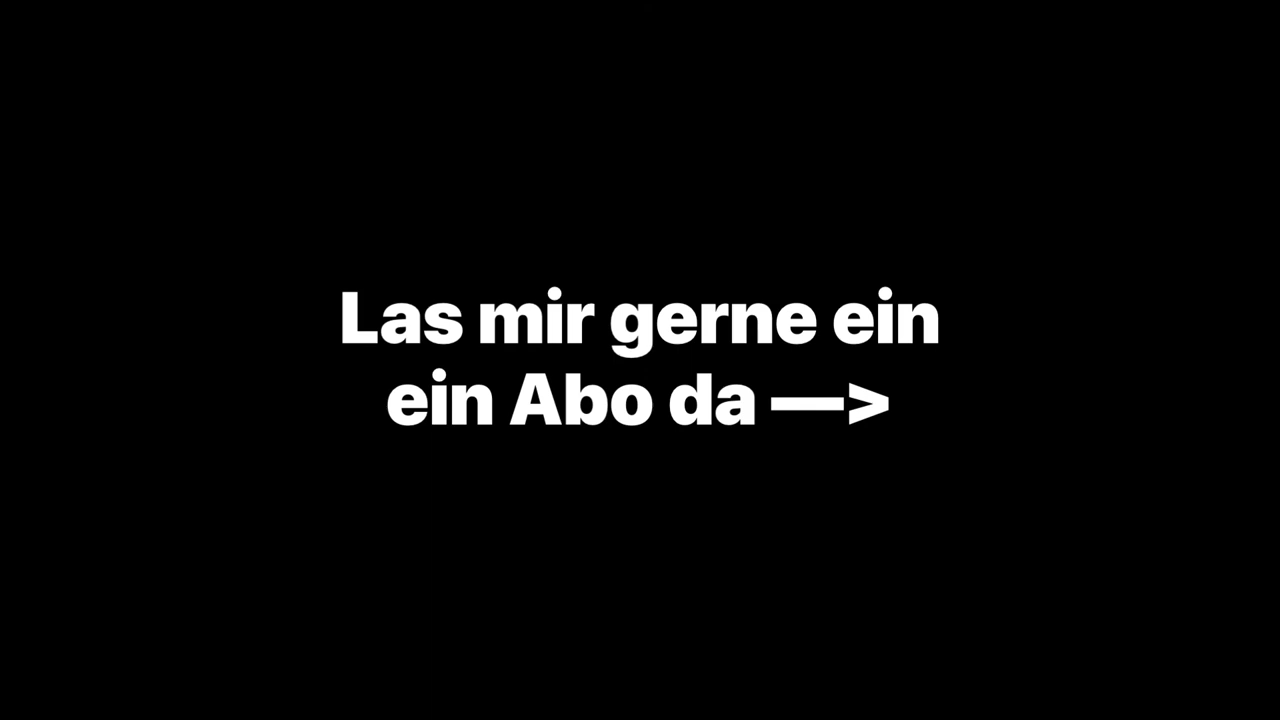 Las mir gerne ein
ein Abo da —>